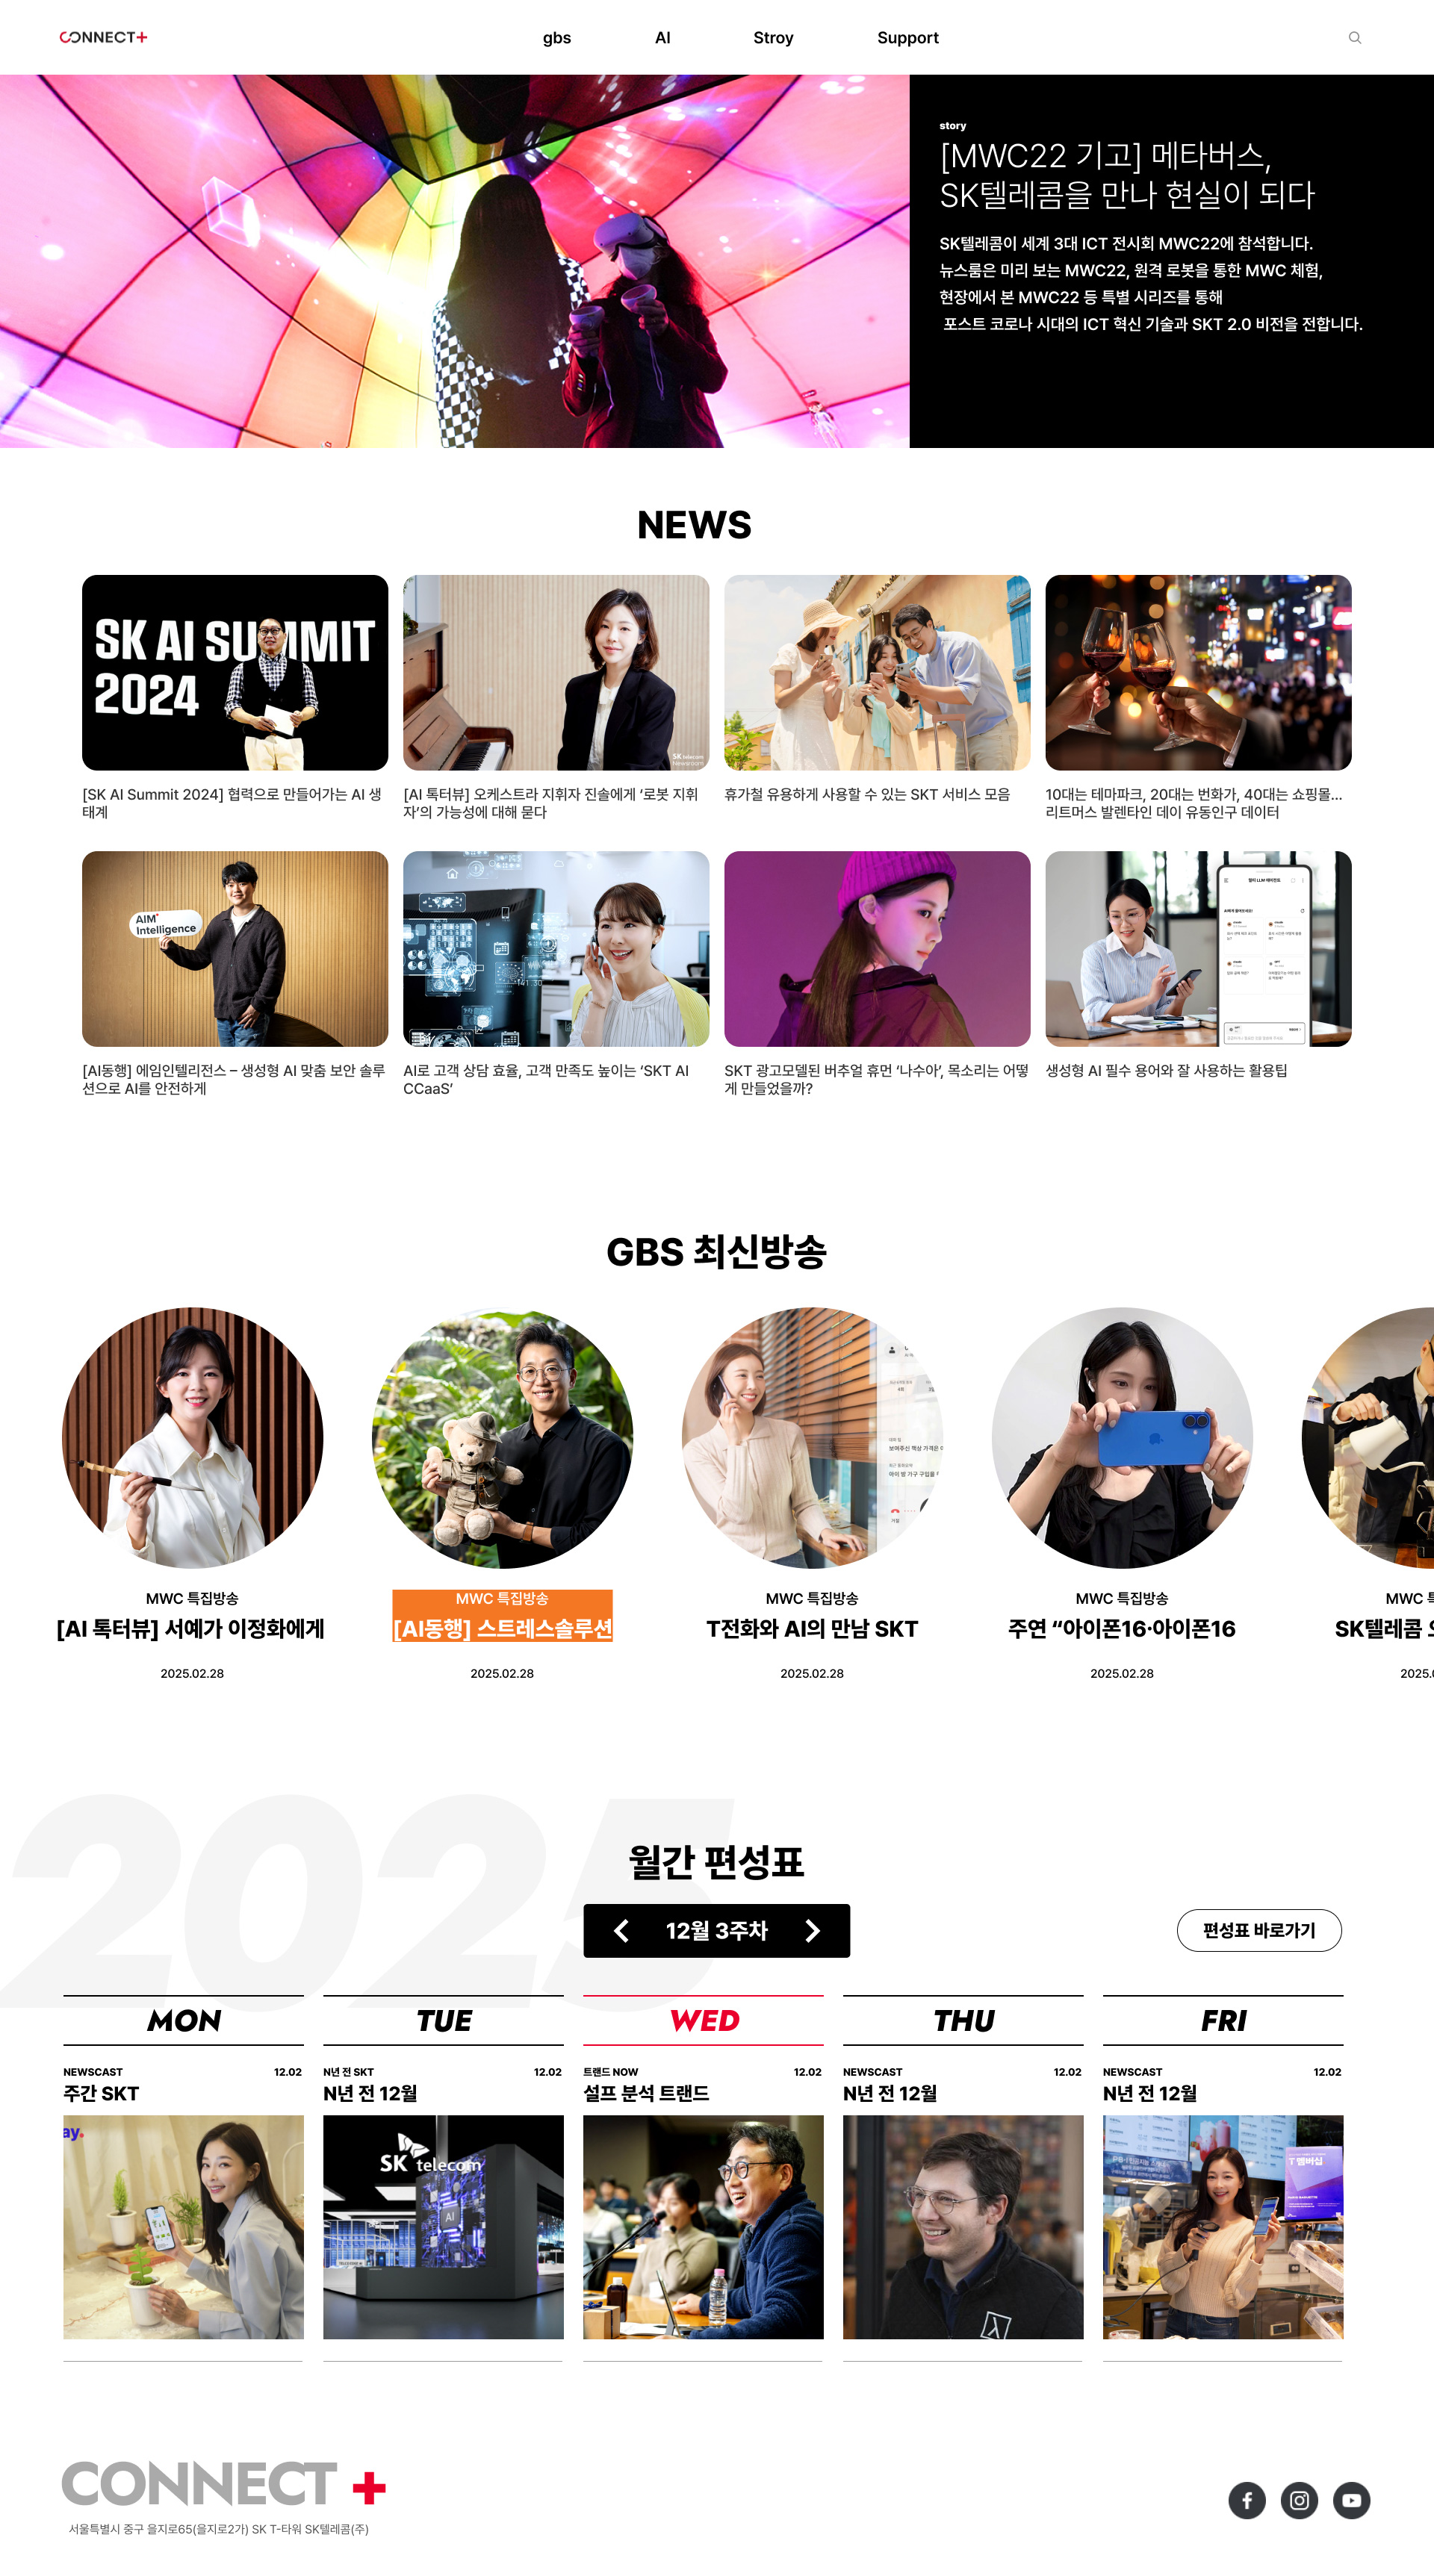 CONNECT+
gbs
AI
Stroy
Support
story
[MWC22 기고] 메타버스,
SK텔레콤을 만나 현실이 되다
SK텔레콤이 세계 3대 ICT 전시회 MWC22에 참석합니다.
뉴스룸은 미리 보는 MWC22, 원격 로봇을 통한 MWC 체험,
현장에서 본 MWC22 등 특별 시리즈를 통해
포스트 코로나 시대의 ICT 혁신 기술과 SKT 2.0 비전을 전합니다.
NEWS
SK AI SUMMIT
2024
SK telecom
Newsroom
[SK AI Summit 2024] 협력으로 만들어가는 AI 생
태계
[AI 톡터뷰] 오케스트라 지휘자 진솔에게 ‘로봇 지휘
자’의 가능성에 대해 묻다
휴가철 유용하게 사용할 수 있는 SKT 서비스 모음
10대는 테마파크, 20대는 번화가, 40대는 쇼핑몰…
리트머스 발렌타인 데이 유동인구 데이터
AIM
Intelligence
[AI동행] 에임인텔리전스 – 생성형 AI 맞춤 보안 솔루
션으로 AI를 안전하게
AI로 고객 상담 효율, 고객 만족도 높이는 ‘SKT AI
CCaaS’
SKT 광고모델된 버추얼 휴먼 ‘나수아’, 목소리는 어떻
게 만들었을까?
생성형 AI 필수 용어와 잘 사용하는 활용팁
GBS 최신방송
MWC 특집방송
[AI 톡터뷰] 서예가 이정화에게
2025.02.28
MWC 특집방송
[AI동행] 스트레스솔루션
2025.02.28
MWC 특집방송
T전화와 AI의 만남 SKT
2025.02.28
MWC 특집방송
주연 “아이폰16·아이폰16
2025.02.28
MWC
SK텔레콤
2025
월간 편성표
12월 3주차
편성표 바로가기
MON
TUE
WED
THU
FRI
NEWSCAST 12.02
주간 SKT
ay.
N년 전 SKT 12.02
N년 전 12월
SK telecom
AI
트랜드 NOW 12.02
설프 분석 트랜드
NEWSCAST 12.02
N년 전 12월
NEWSCAST 12.02
N년 전 12월
T 멤버십
CONNECT +
서울특별시 중구 을지로65(을지로2가) SK T-타워 SK텔레콤(주)